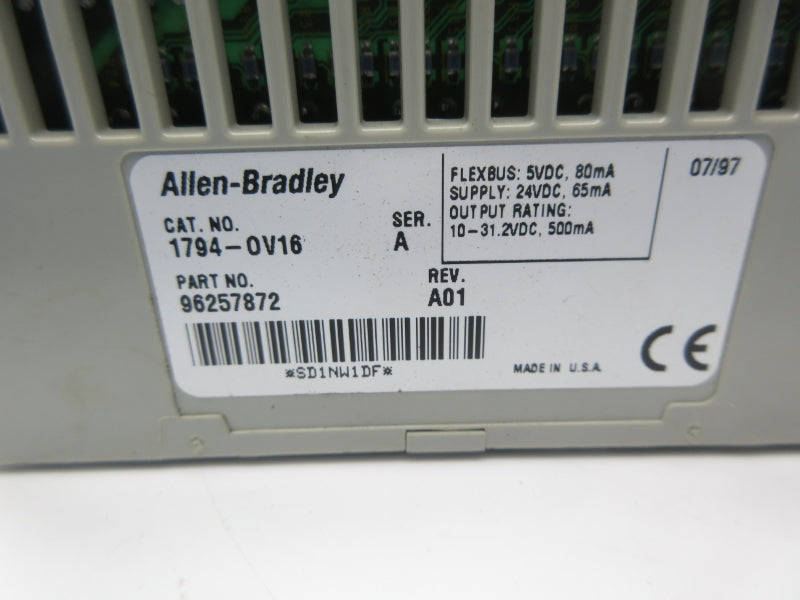 Allen-Bradley
CAT. NO.
SER.
1794-OV16
A
PART NO.
REV.
96257872
A01
*SD1NW1DF*
FLEXBUS: 5VDC, 80mA
SUPPLY: 24VDC, 65mA
OUTPUT RATING:
10-31.2VDC, 500mA
07/97
MADE IN U.S.A.
CE